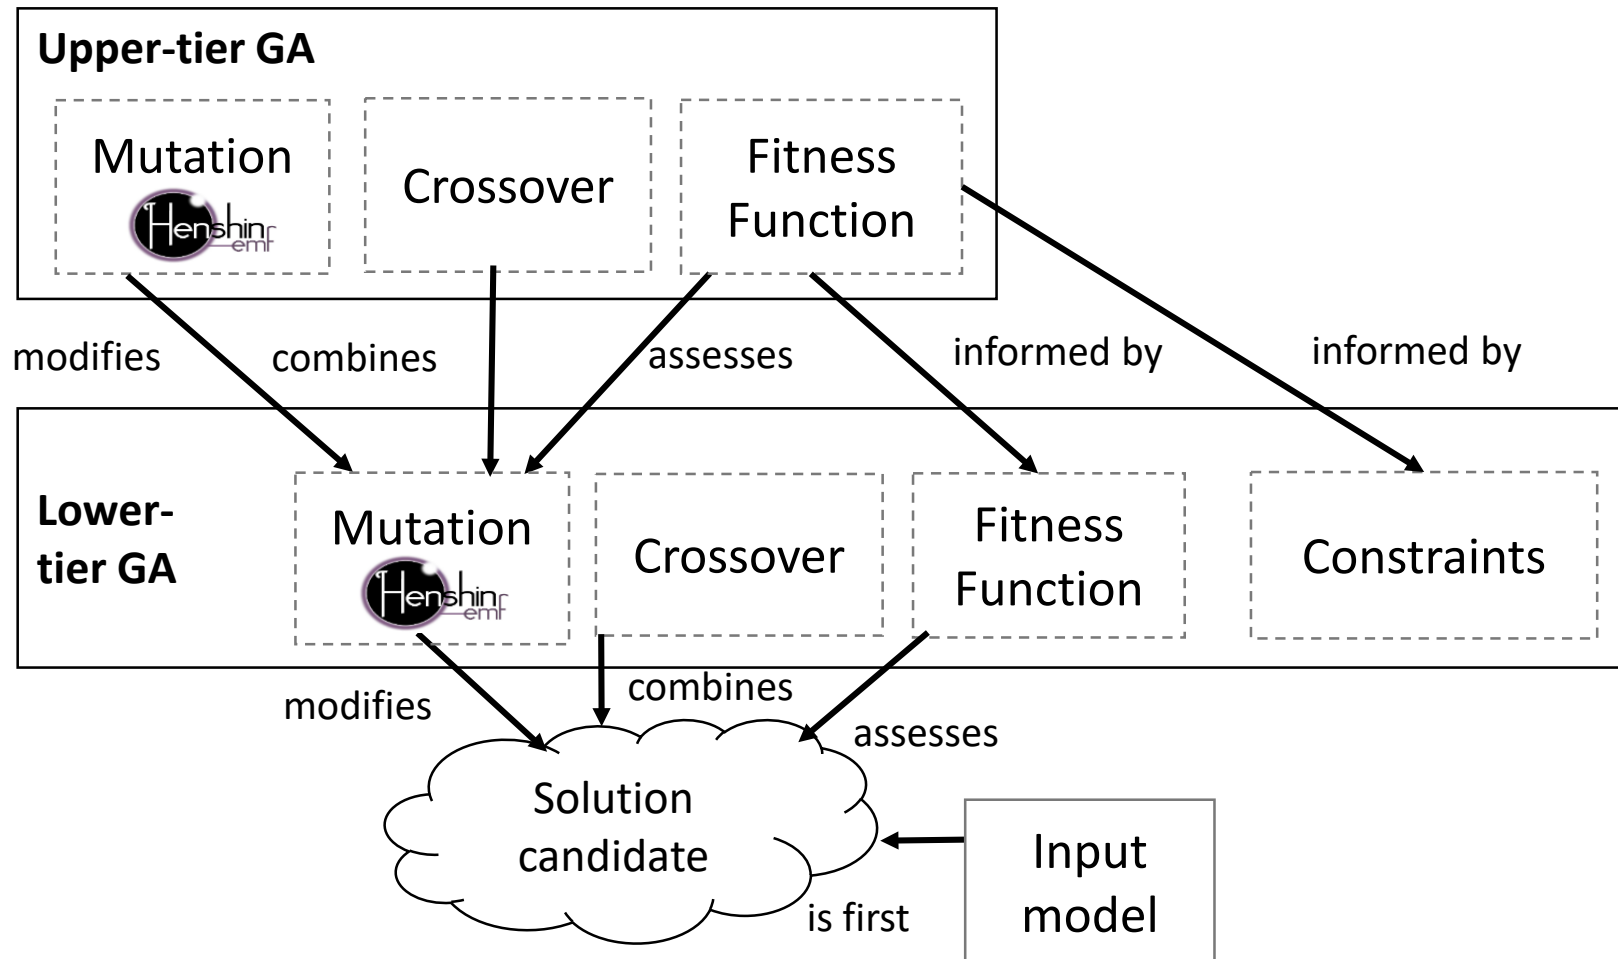 Upper-tier GA
Mutation
Henshin
emf
Crossover
Fitness
Function
modifies
combines
assesses
informed by
informed by
Lower-
tier GA
Mutation
Henshin
emf
Crossover
Fitness
Function
Constraints
modifies
combines
assesses
Solution
candidate
is first
Input
model